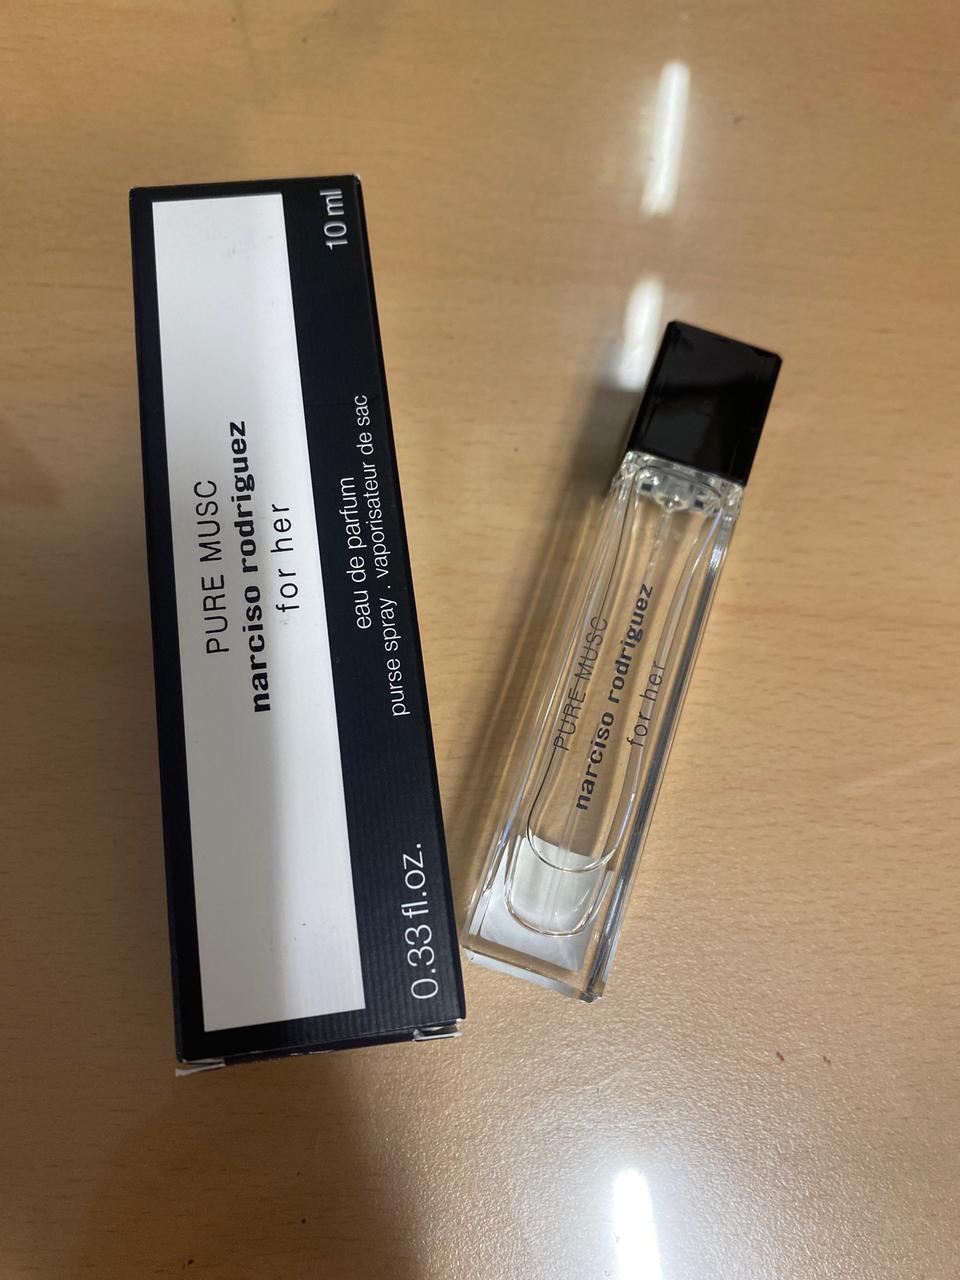 PURE MUSC
narciso rodriguez
for her
eau de parfum
purse spray . vaporisateur de sac
0.33 fl.oz.
10 ml
PURE MUSC
narciso rodriguez
for her